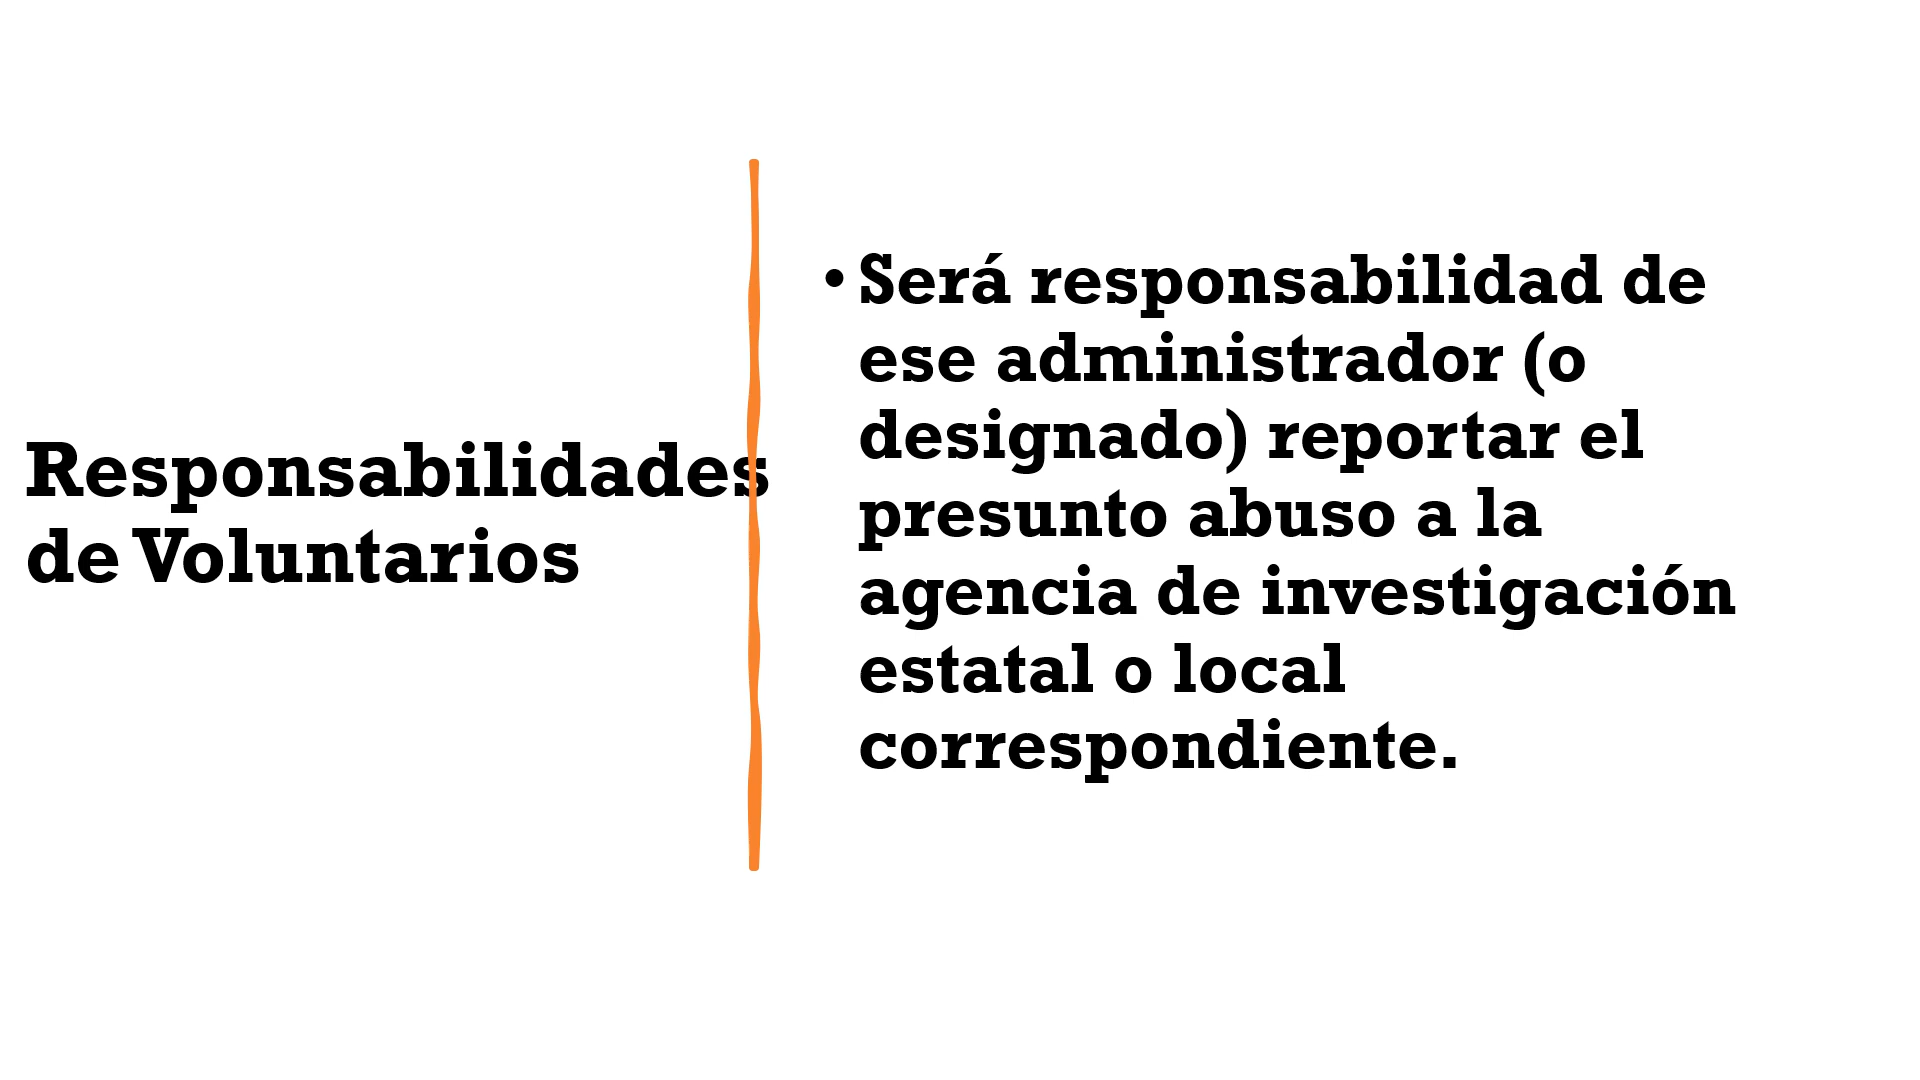 Responsabilidades
de Voluntarios
• Será responsabilidad de
ese administrador (o
designado) reportar el
presunto abuso a la
agencia de investigación
estatal o local
correspondiente.